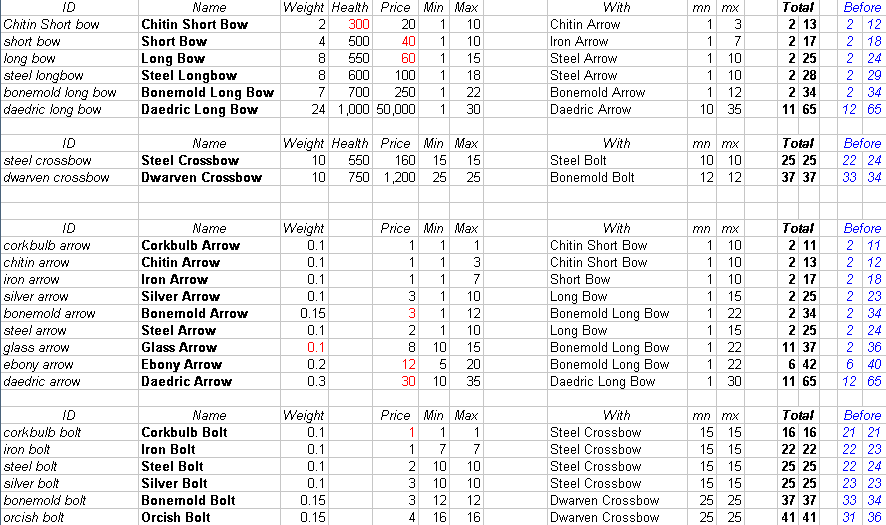 ID Name Weight Health Price Min Max With mn mx Total Before
Chitin Short bow Chitin Short Bow 2 300 20 1 10 Chitin Arrow 1 3 2 13 2 12
short bow Short Bow 4 500 40 1 10 Iron Arrow 1 7 2 17 2 18
long bow Long Bow 8 550 60 1 15 Steel Arrow 1 10 2 25 2 24
steel longbow Steel Longbow 8 600 100 1 18 Steel Arrow 1 10 2 28 2 29
bonemold long bow Bonemold Long Bow 7 700 250 1 22 Bonemold Arrow 1 12 2 34 2 34
daedric long bow Daedric Long Bow 24 1,000 50,000 1 30 Daedric Arrow 10 35 11 65 12 65
ID Name Weight Health Price Min Max With mn mx Total Before
steel crossbow Steel Crossbow 10 550 160 15 15 Steel Bolt 10 10 25 25 22 24
dwarven crossbow Dwarven Crossbow 10 750 1,200 25 25 Bonemold Bolt 12 12 37 37 33 34
ID Name Weight Price Min Max With mn mx Total Before
corkbulb arrow Corkbulb Arrow 0.1 1 1 1 Chitin Short Bow 1 10 2 11 2 11
chitin arrow Chitin Arrow 0.1 1 1 3 Chitin Short Bow 1 10 2 13 2 12
iron arrow Iron Arrow 0.1 1 1 7 Short Bow 1 10 2 17 2 18
silver arrow Silver Arrow 0.1 3 1 10 Long Bow 1 15 2 25 2 23
bonemold arrow Bonemold Arrow 0.15 3 1 12 Bonemold Long Bow 1 22 2 34 2 34
steel arrow Steel Arrow 0.1 2 1 10 Long Bow 1 15 2 25 2 24
glass arrow Glass Arrow 0.1 8 10 15 Bonemold Long Bow 1 22 11 37 2 36
ebony arrow Ebony Arrow 0.2 12 5 20 Bonemold Long Bow 1 22 6 42 6 40
daedric arrow Daedric Arrow 0.3 30 10 35 Daedric Long Bow 1 30 11 65 12 65
ID Name Weight Price Min Max With mn mx Total Before
corkbulb bolt Corkbulb Bolt 0.1 1 1 1 Steel Crossbow 15 15 16 16 21 21
iron bolt Iron Bolt 0.1 1 7 7 Steel Crossbow 15 15 22 22 22 23
steel bolt Steel Bolt 0.1 2 10 10 Steel Crossbow 15 15 25 25 22 24
silver bolt Silver Bolt 0.1 3 10 10 Steel Crossbow 15 15 25 25 23 23
bonemold bolt Bonemold Bolt 0.15 3 12 12 Dwarven Crossbow 25 25 37 37 33 34
orcish bolt Orcish Bolt 0.15 4 16 16 Dwarven Crossbow 25 25 41 41 31 36